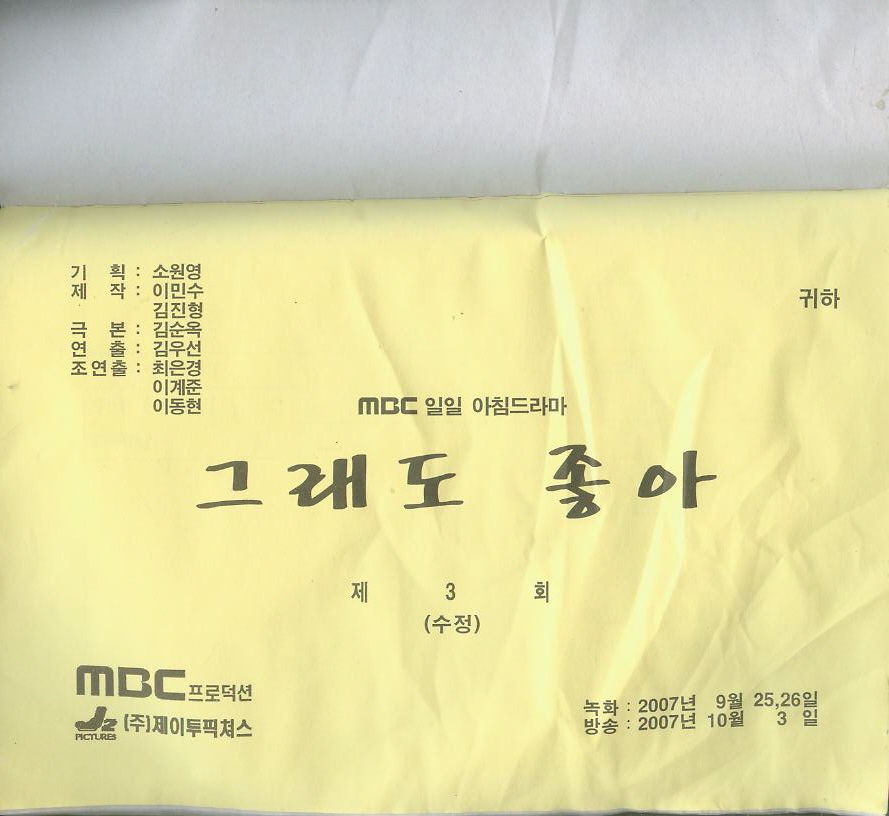 기 획 : 소원영
제 작 : 이민수
김진형
극 본 : 김순옥
연 출 : 김우선
조연출 : 최은경
이계준
이동현
귀하
MBC 일일 아침드라마
그래도 좋아
제 3 회
(수정)
MBC프로덕션
J2 PICTURES (주)제이투픽쳐스
녹화 : 2007년 9월 25,26일
방송 : 2007년 10월 3 일